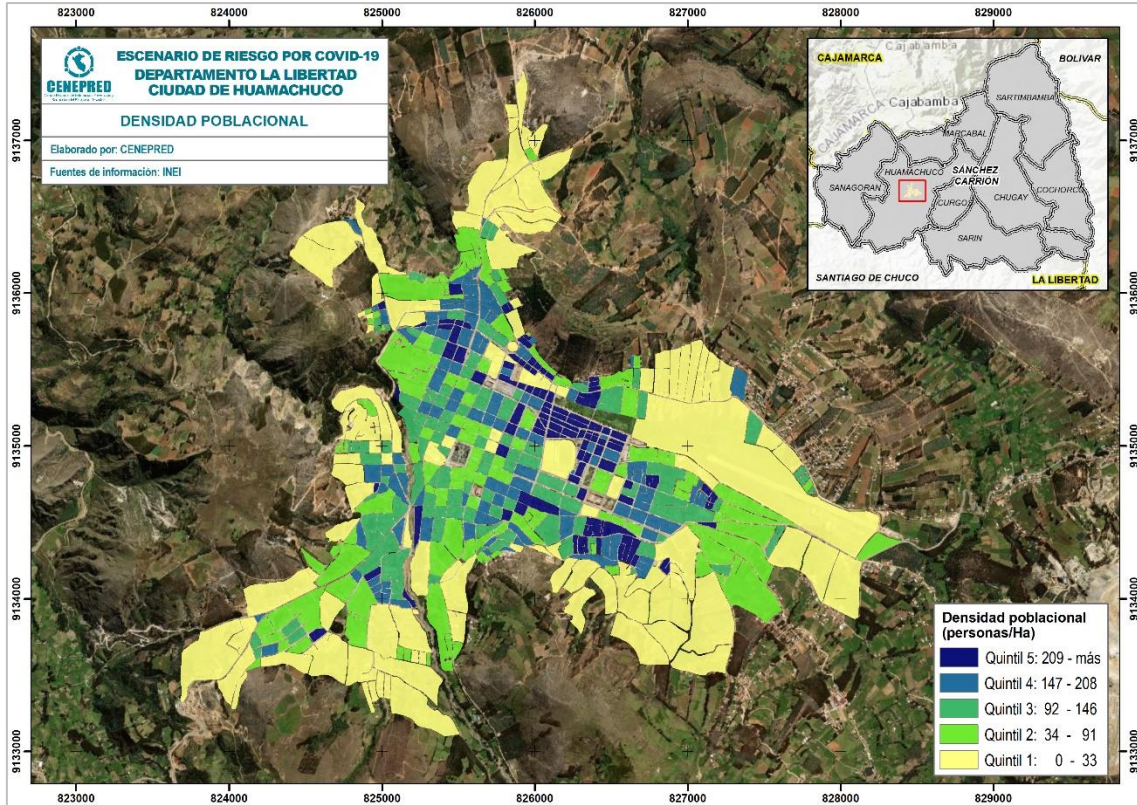 823000 824000 825000 826000 827000 828000 829000
CENEPRED
ESCENARIO DE RIESGO POR COVID-19
DEPARTAMENTO LA LIBERTAD
CIUDAD DE HUAMACHUCO
DENSIDAD POBLACIONAL
Elaborado por: CENEPRED
Fuentes de información: INEI
CAJAMARCA
Cajabamba
BOLIVAR
CAJAMARCA
Cajabamba
SARTIMBAMBA
MARCABAL
HUAMACHUCO
SÁNCHEZ
CARRIÓN
SANAGORAN
COCHORCO
CHUGAY
CURGOS
SARIN
SANTIAGO DE CHUCO
LA LIBERTAD
9137000
9136000
9135000
9134000
9133000
9137000
9136000
9135000
9134000
9133000
Densidad poblacional
(personas/Ha)
Quintil 5: 209 - más
Quintil 4: 147 - 208
Quintil 3: 92 - 146
Quintil 2: 34 - 91
Quintil 1: 0 - 33
823000 824000 825000 826000 827000 828000 829000